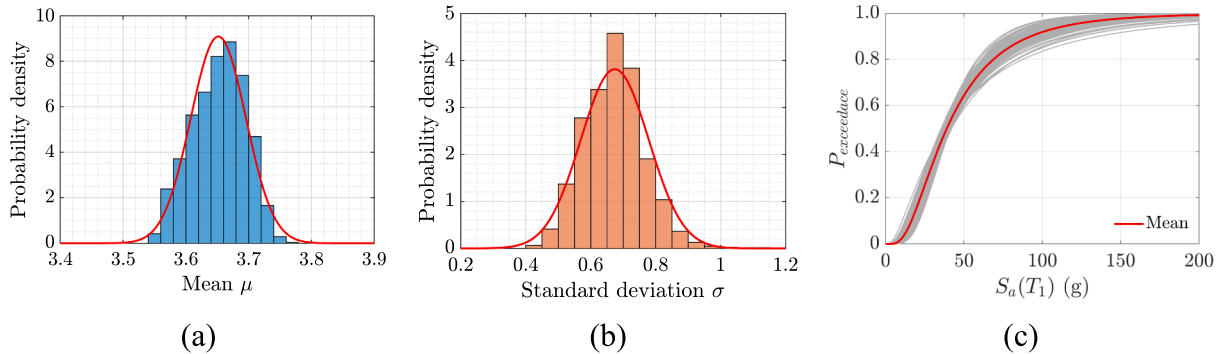 10
8
6
4
2
0
3.4 3.5 3.6 3.7 3.8 3.9
Probability density
Mean μ
(a)
5
4
3
2
1
0
0.2 0.4 0.6 0.8 1 1.2
Probability density
Standard deviation σ
(b)
1.0
0.8
0.6
0.4
0.2
0
0 50 100 150 200
P_exceedace
S_a(T_1) (g)
Mean
(c)